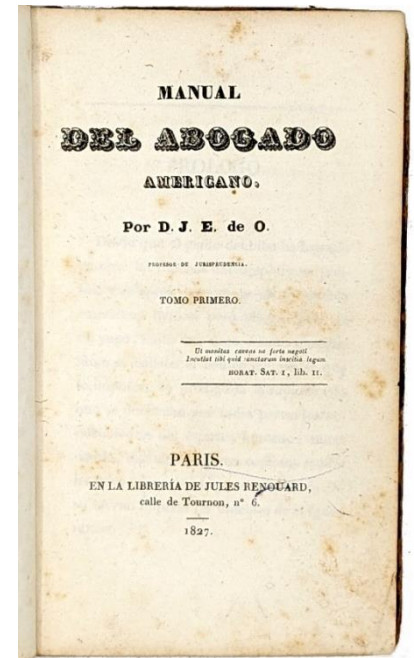 MANUAL
DEL ABOGADO
AMERICANO,
Por D. J. E. de O.
PROFESOR DE JURISPRUDENCIA.
TOMO PRIMERO.
Ut monitus caveas ne forte negoti
Incutiat tibi quid sanctarum inscitia legum
HORAT. SAT. I, lib. II.
PARIS.
EN LA LIBRERÍA DE JULES RENOUARD,
calle de Tournon, nº 6.
1827.